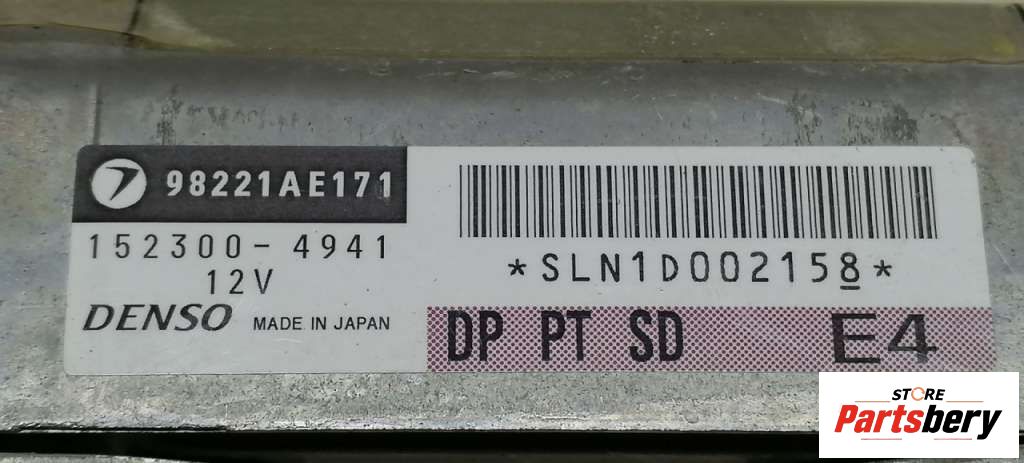 98221AE171
152300-4941
12V
DENSO MADE IN JAPAN
*SLN1D002158*
DP PT SD E4
STORE
Partsbery